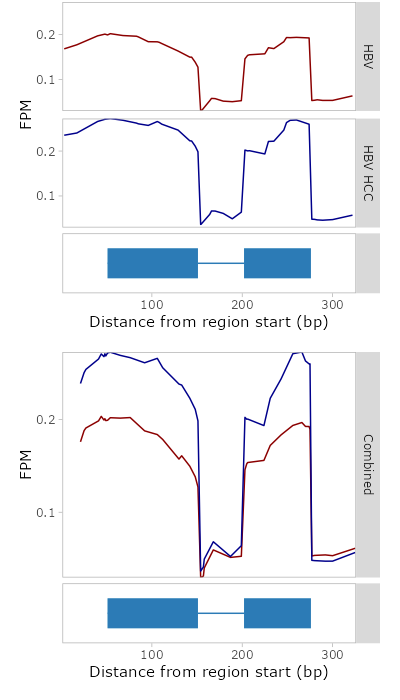 0.2
0.1
HBV
FPM
0.2
0.1
HBV HCC
100 200 300
Distance from region start (bp)
0.2
0.1
FPM
Combined
100 200 300
Distance from region start (bp)